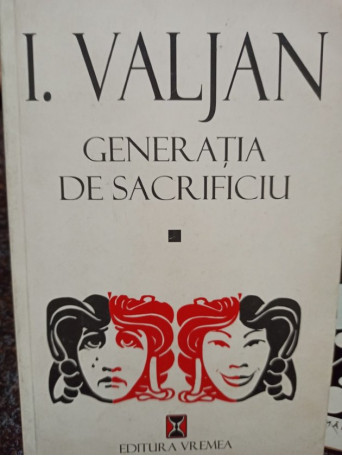 I. VALJAN
GENERAȚIA
DE SACRIFICIU
EDITURA VREMEA